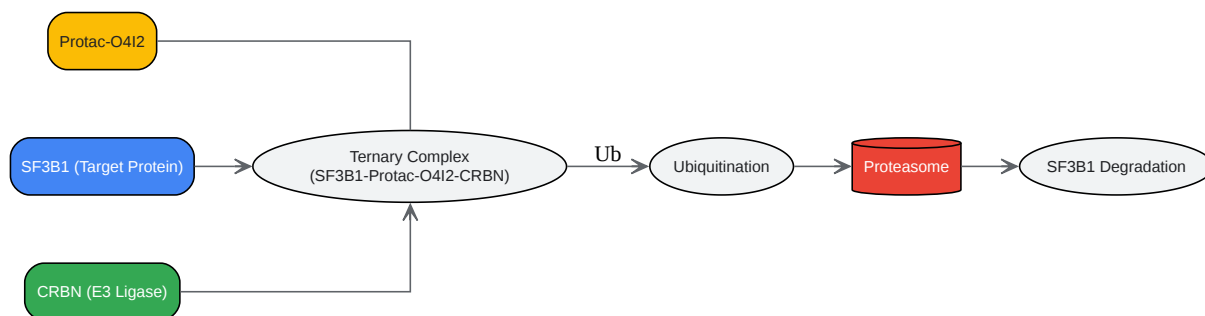 Protac-O4I2
SF3B1 (Target Protein)
Ternary Complex
(SF3B1-Protac-O4I2-CRBN)
Ub
Ubiquitination
Proteasome
SF3B1 Degradation
CRBN (E3 Ligase)